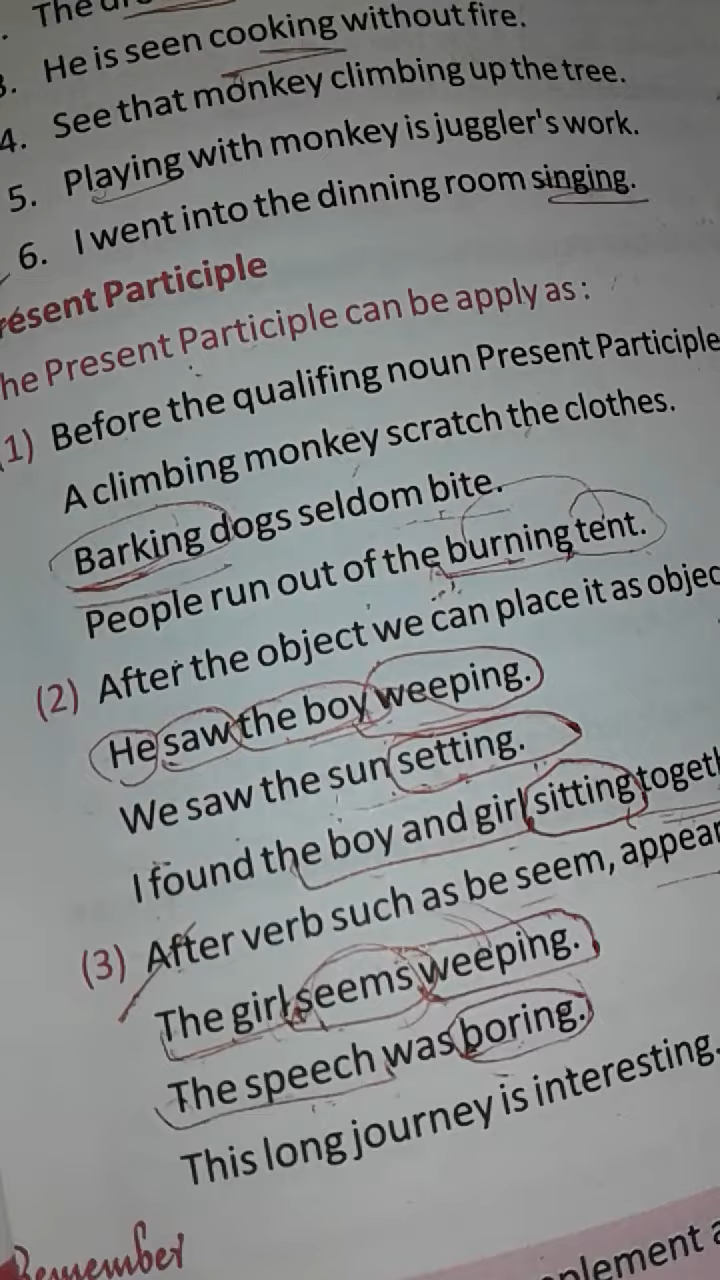 The
3. He is seen cooking without fire.
4. See that monkey climbing up the tree.
5. Playing with monkey is juggler's work.
6. I went into the dinning room singing.
résent Participle
he Present Participle can be apply as :
1) Before the qualifing noun Present Participle
A climbing monkey scratch the clothes.
Barking dogs seldom bite.
People run out of the burning tent.
(2) After the object we can place it as objec
He saw the boy weeping.
We saw the sun setting.
I found the boy and girl sitting togeth
(3) After verb such as be seem, appear
The girl seems weeping.
The speech was boring.
This long journey is interesting.
Remember
plement a